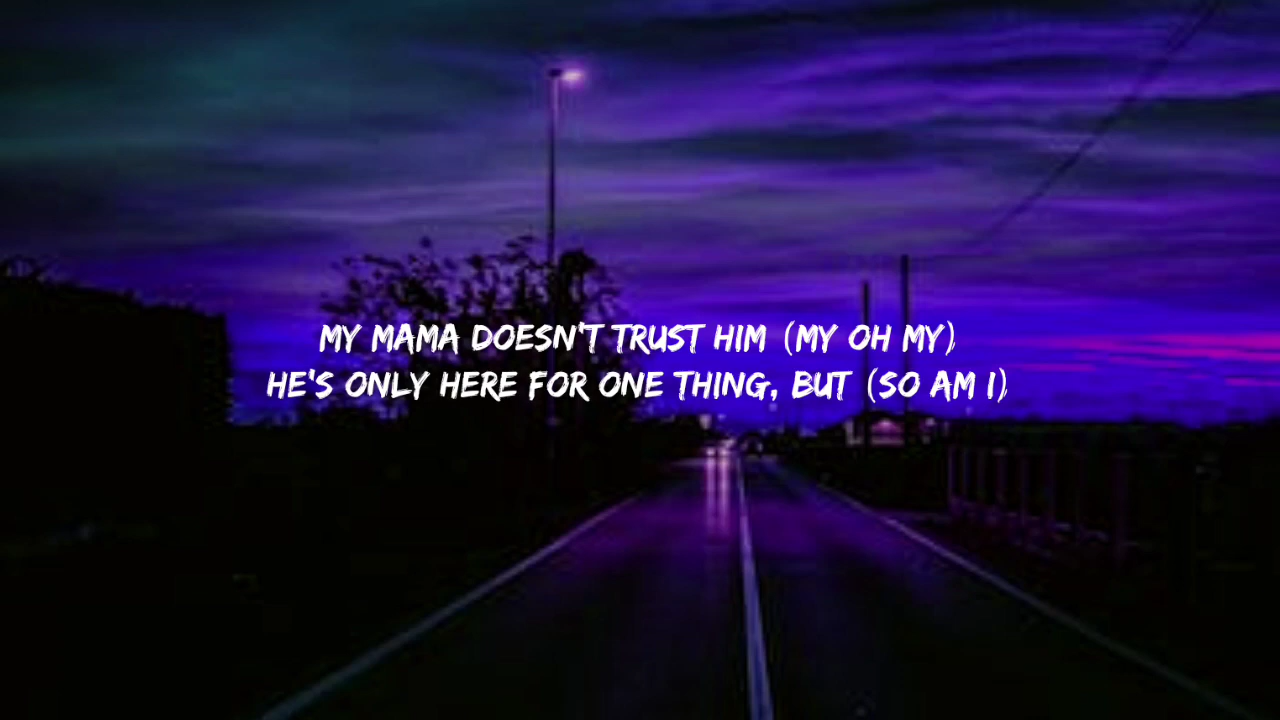 MY MAMA DOESN'T TRUST HIM (MY OH MY)
HE'S ONLY HERE FOR ONE THING, BUT (SO AM I)